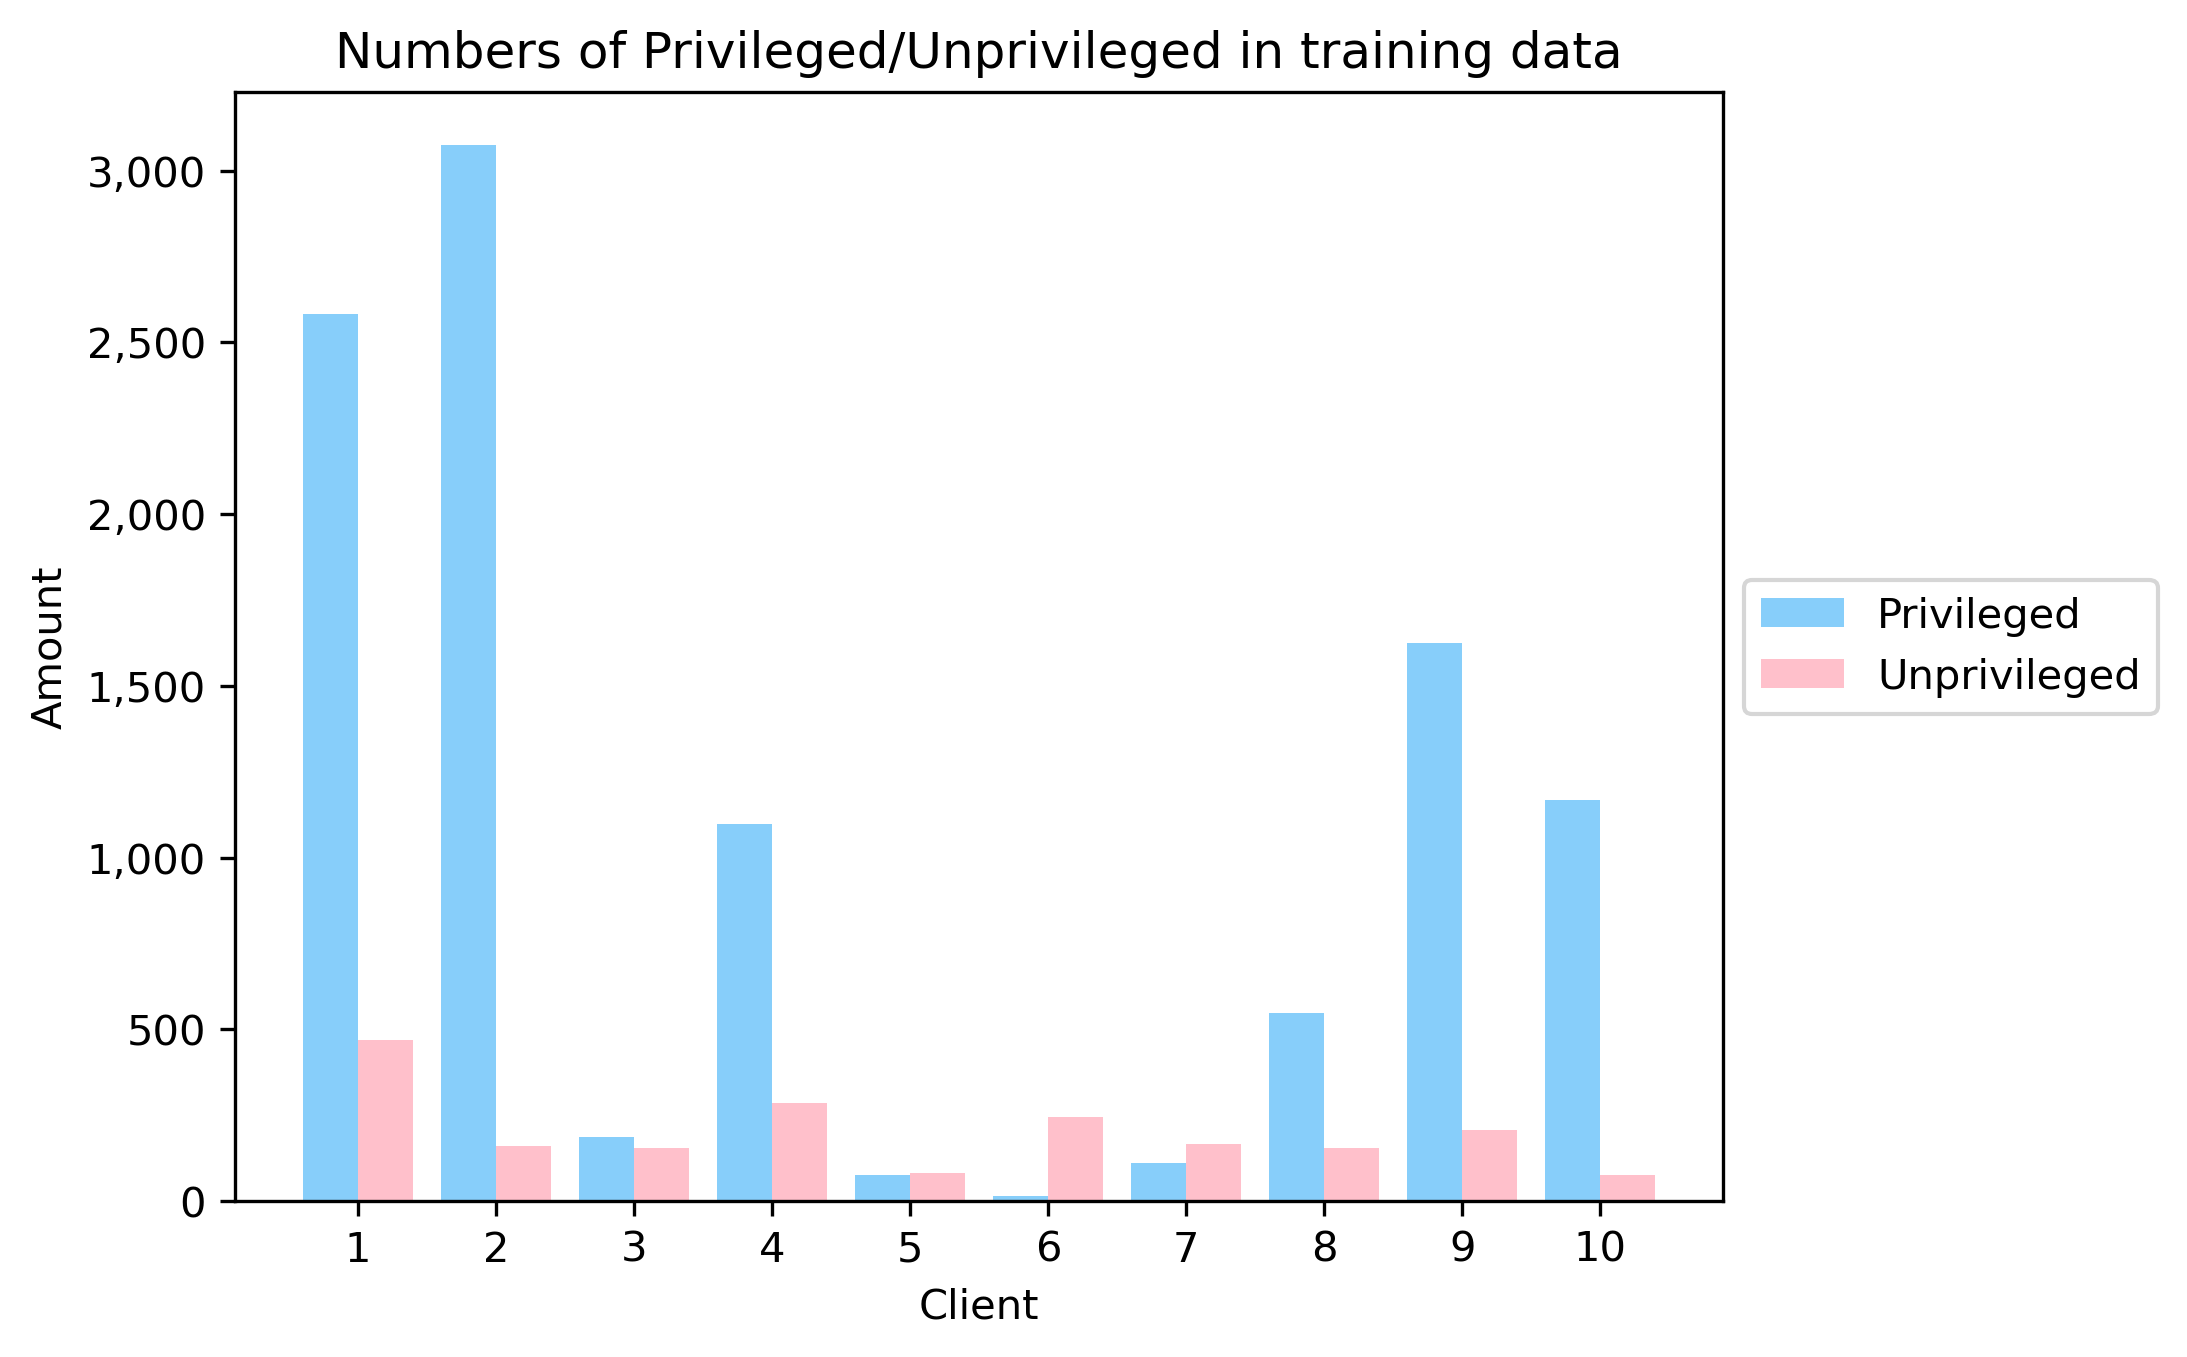 Numbers of Privileged/Unprivileged in training data
3,000
2,500
2,000
1,500
1,000
500
0
Amount
1 2 3 4 5 6 7 8 9 10
Client
Privileged
Unprivileged